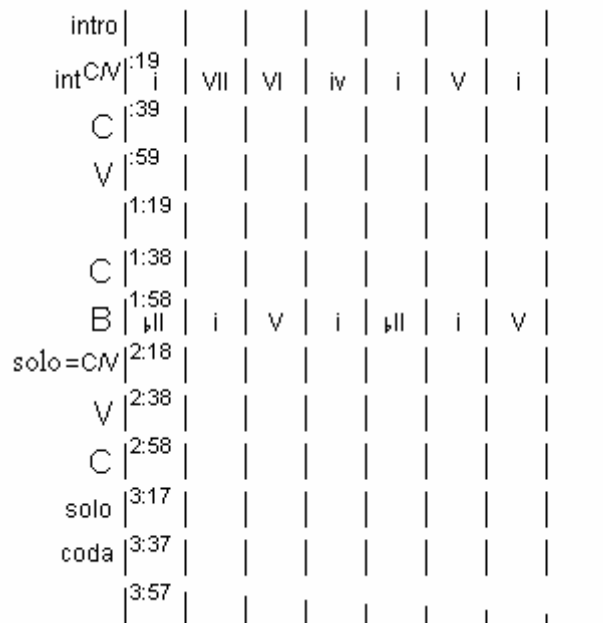 intro
int C/V :19 i VII VI iv i V i
C :39
V :59
1:19
C 1:38
B 1:58 ♭II i V i ♭II i V
solo=C/V 2:18
V 2:38
C 2:58
solo 3:17
coda 3:37
3:57